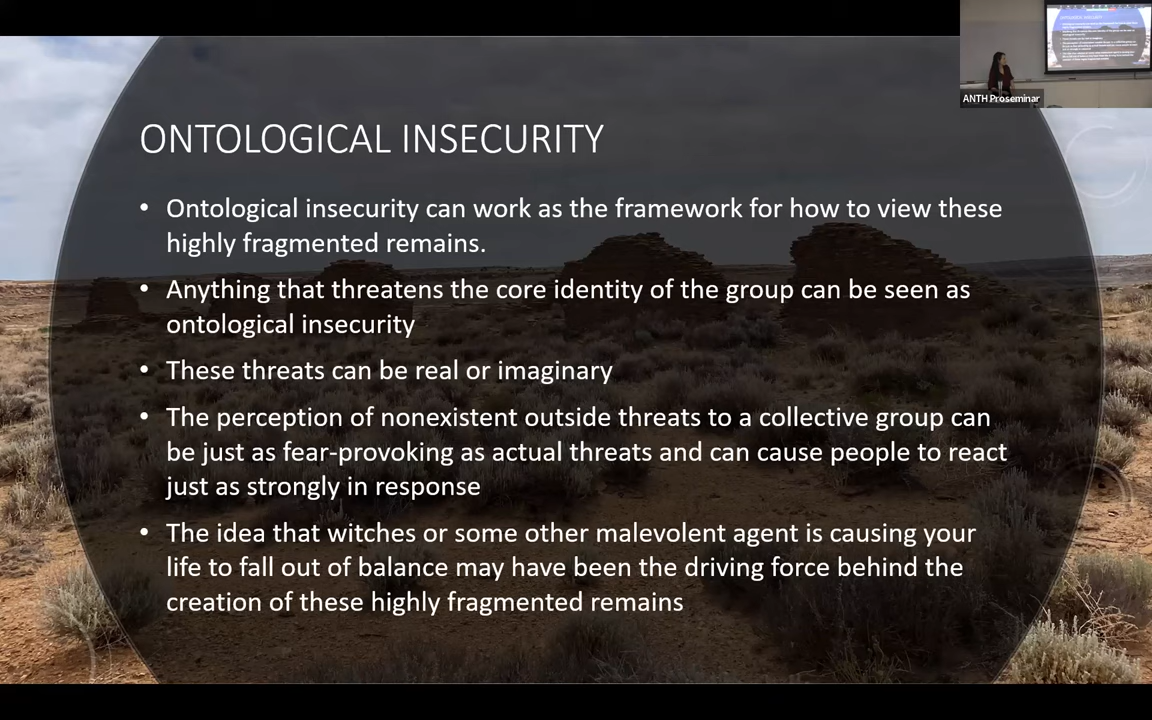 ONTOLOGICAL INSECURITY
• Ontological insecurity can work as the framework for how to view these
highly fragmented remains.
• Anything that threatens the core identity of the group can be seen as
ontological insecurity
• These threats can be real or imaginary
• The perception of nonexistent outside threats to a collective group can
be just as fear-provoking as actual threats and can cause people to react
just as strongly in response
• The idea that witches or some other malevolent agent is causing your
life to fall out of balance may have been the driving force behind the
creation of these highly fragmented remains
ANTH Proseminar